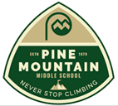 PINE
MOUNTAIN
MIDDLE SCHOOL
NEVER STOP CLIMBING